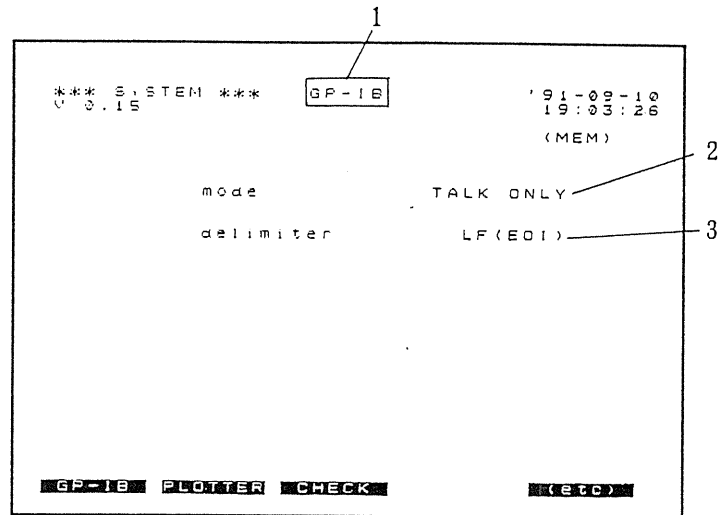 1
*** SYSTEM *** GP-IB '91-09-10
V 0.15 19:03:26
(MEM)
2
mode TALK ONLY
delimiter LF(EOI) 3
GP-IB PLOTTER CHECK (etc)